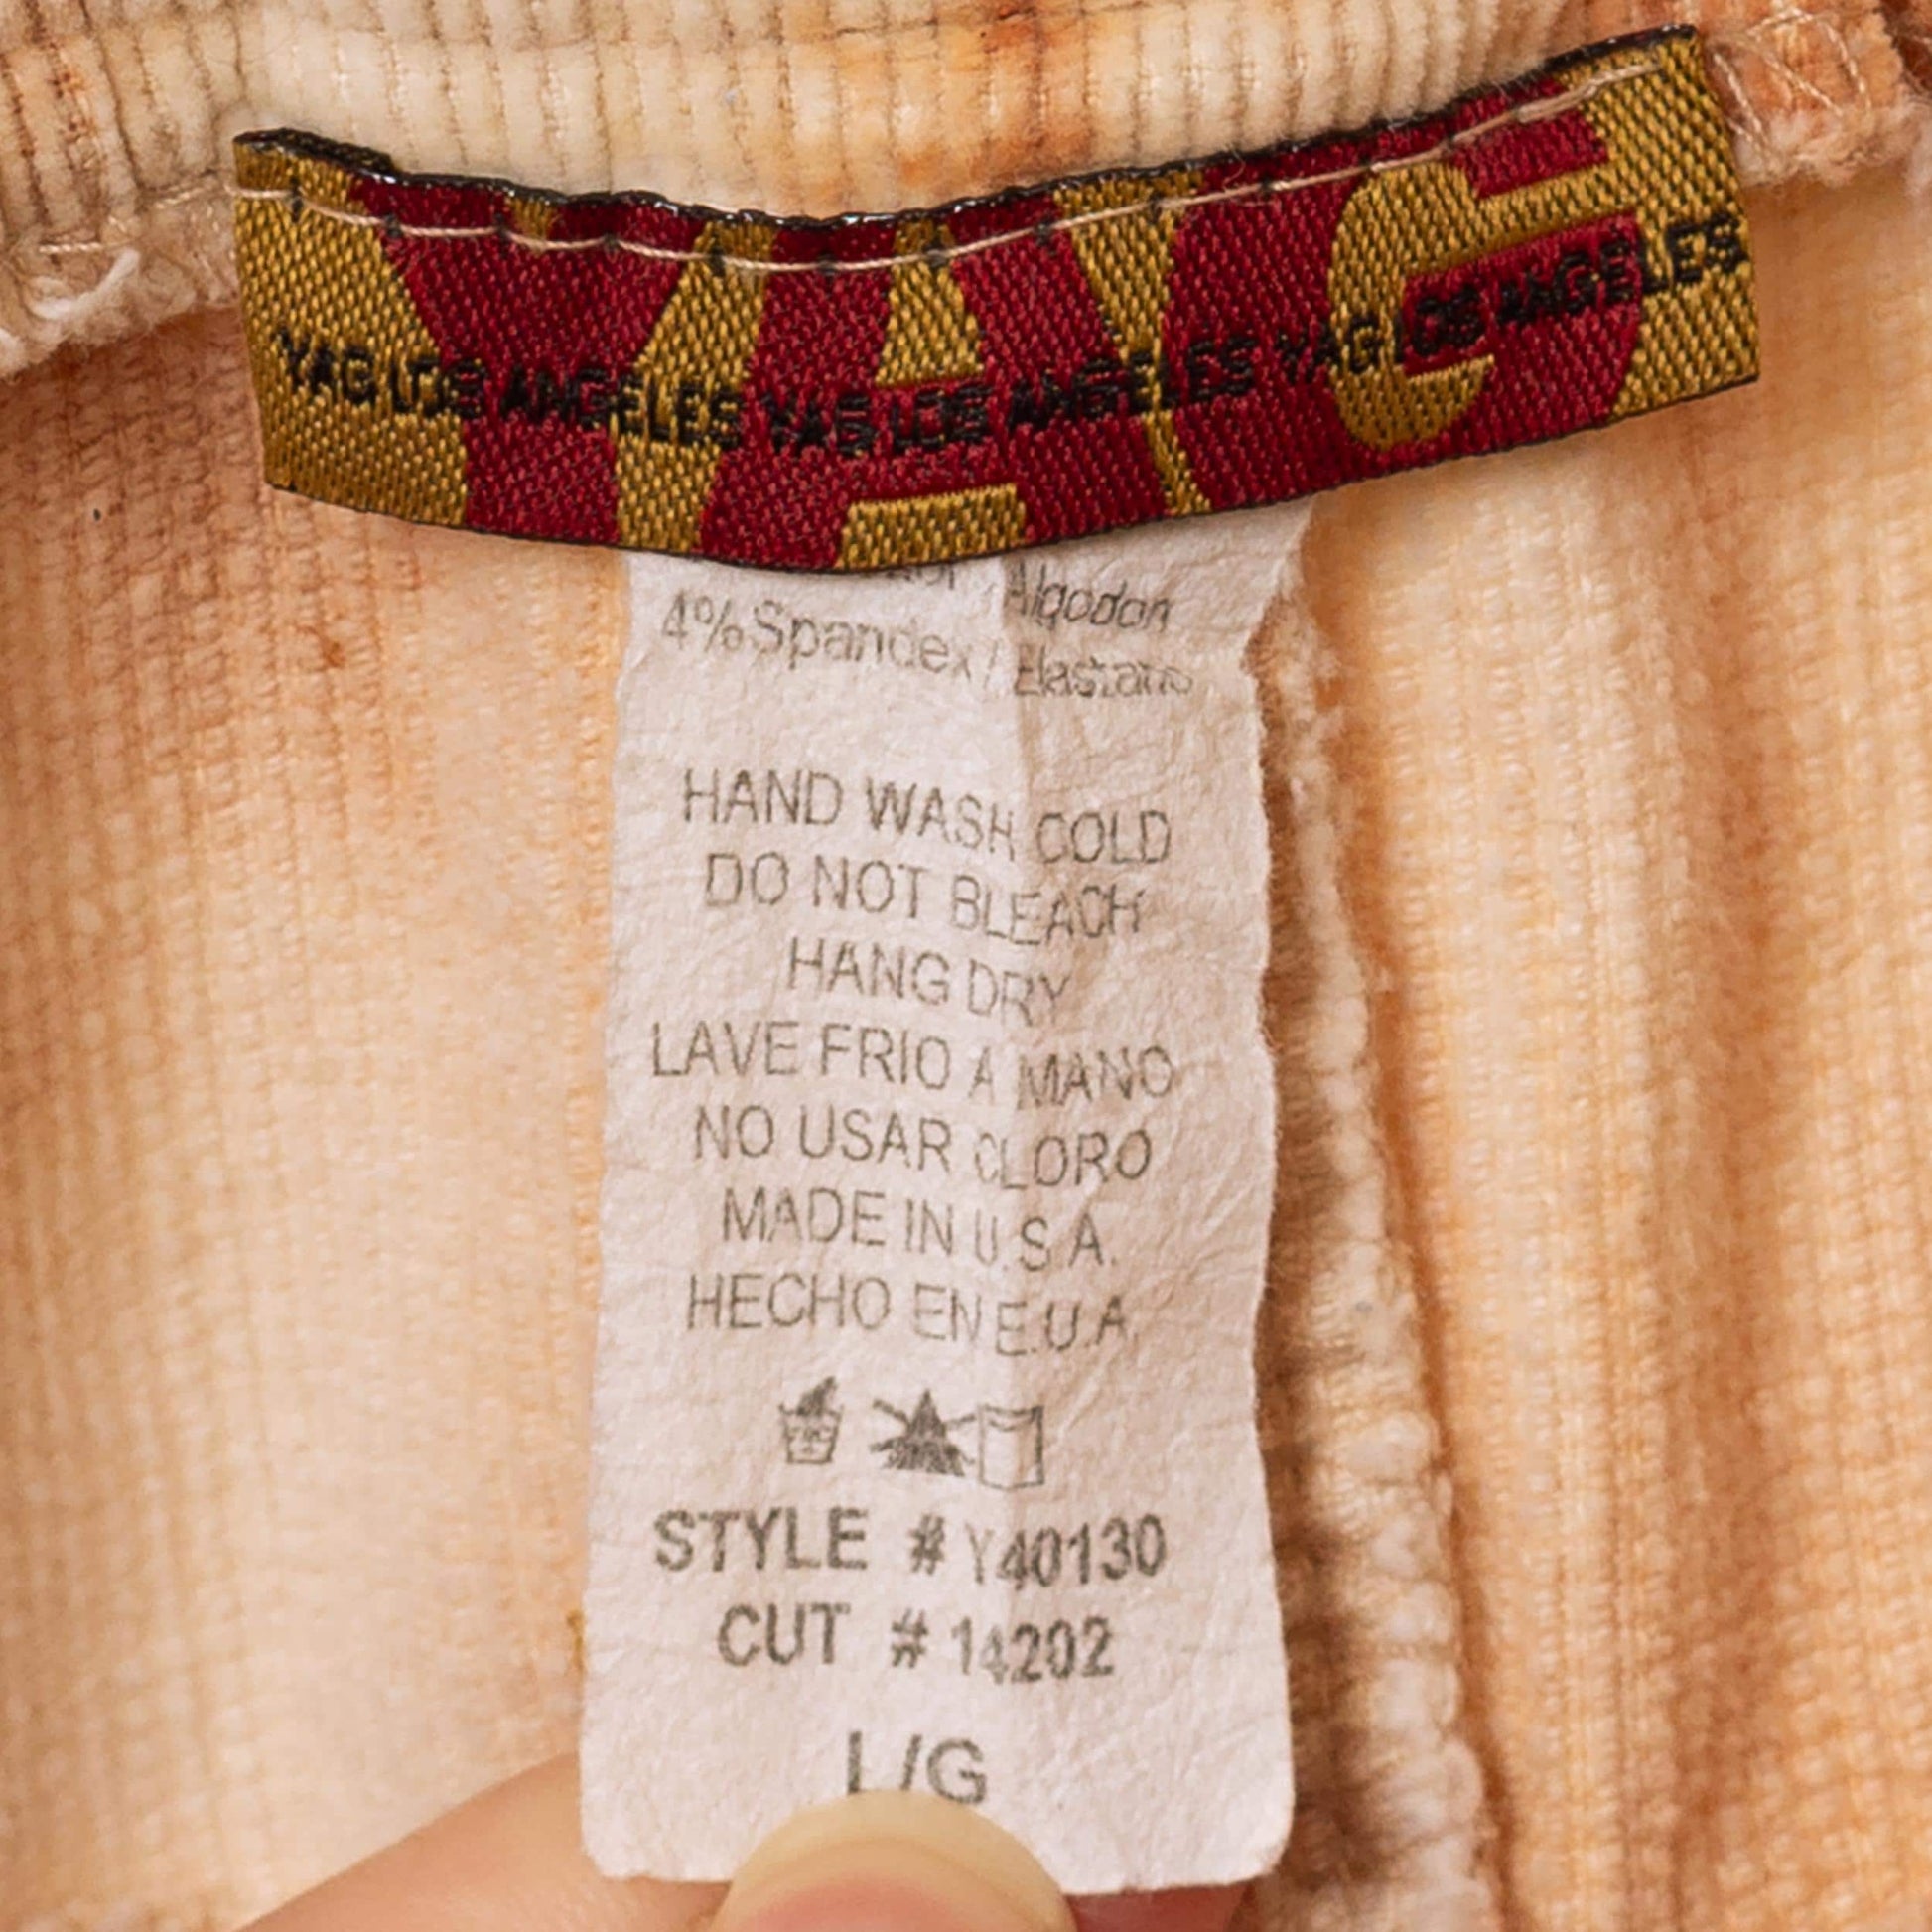 YAG
YAG LOS ANGELES YAG LOS ANGELES YAG LOS ANGELES
Algodon
4% Spandex / Elastano
HAND WASH COLD
DO NOT BLEACH
HANG DRY
LAVE FRIO A MANO
NO USAR CLORO
MADE IN U.S.A.
HECHO EN E.U.A.
STYLE # Y40130
CUT # 14202
L/G